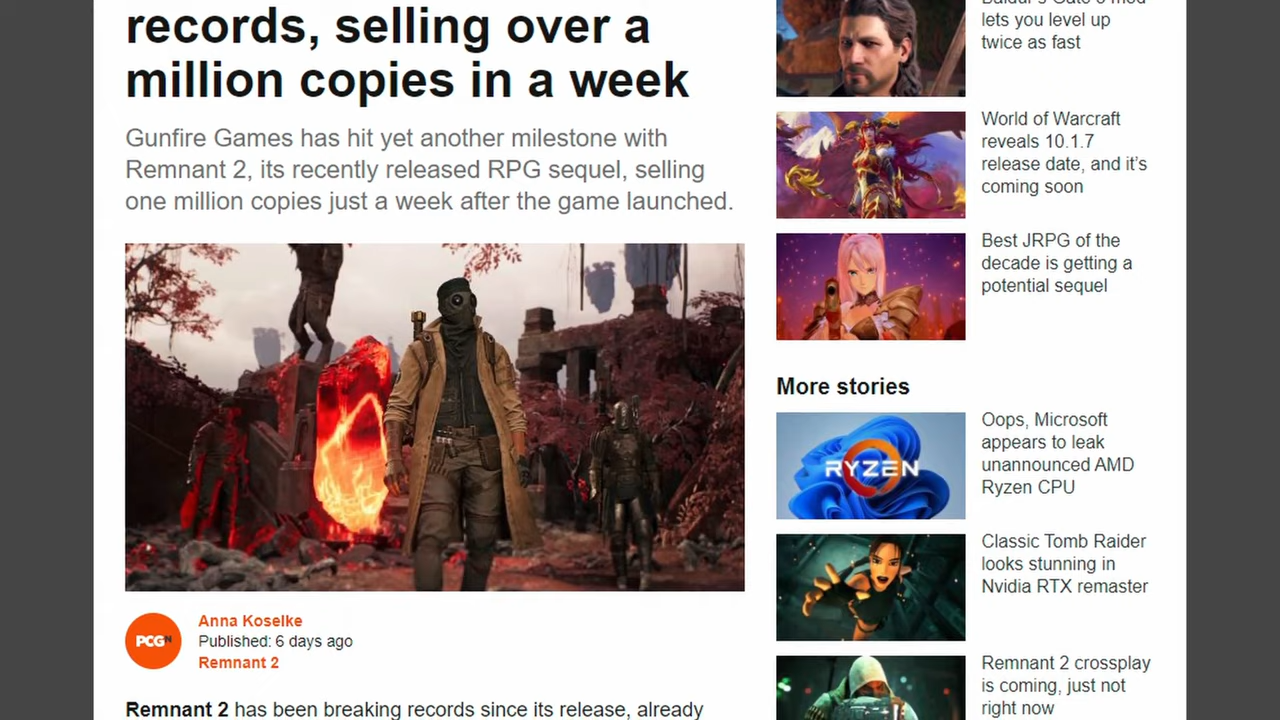 records, selling over a
million copies in a week
Gunfire Games has hit yet another milestone with
Remnant 2, its recently released RPG sequel, selling
one million copies just a week after the game launched.
PCGN
Anna Koselke
Published: 6 days ago
Remnant 2
Remnant 2 has been breaking records since its release, already
Baldur's Gate 3 mod
lets you level up
twice as fast
World of Warcraft
reveals 10.1.7
release date, and it's
coming soon
Best JRPG of the
decade is getting a
potential sequel
More stories
RYZEN
Oops, Microsoft
appears to leak
unannounced AMD
Ryzen CPU
Classic Tomb Raider
looks stunning in
Nvidia RTX remaster
Remnant 2 crossplay
is coming, just not
right now